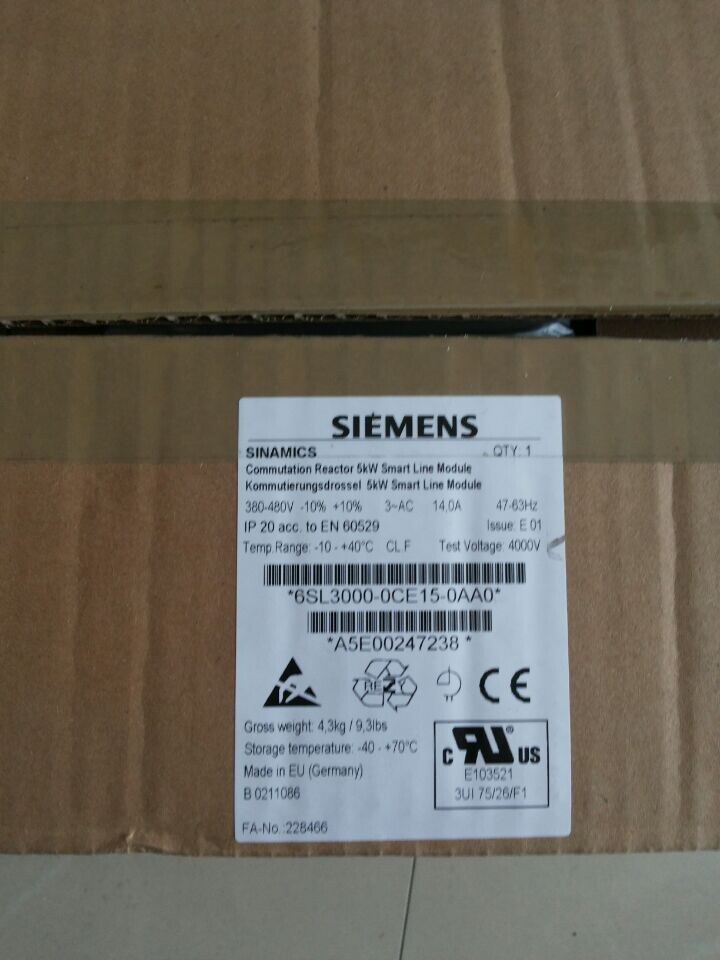 SIEMENS
SINAMICS QTY. 1
Commutation Reactor 5kW Smart Line Module
Kommutierungsdrossel 5kW Smart Line Module
380-480V -10% +10% 3~AC 14,0A 47-63Hz
IP 20 acc. to EN 60529 Issue: E 01
Temp.Range: -10 - +40°C CL.F Test Voltage: 4000V
*6SL3000-0CE15-0AA0*
*A5E00247238 *
REZY
CE
Gross weight: 4,3kg / 9,3lbs
Storage temperature: -40 - +70°C
Made in EU (Germany)
B 0211086
FA-No.:228466
c RU ® US
E103521
3UI 75/26/F1